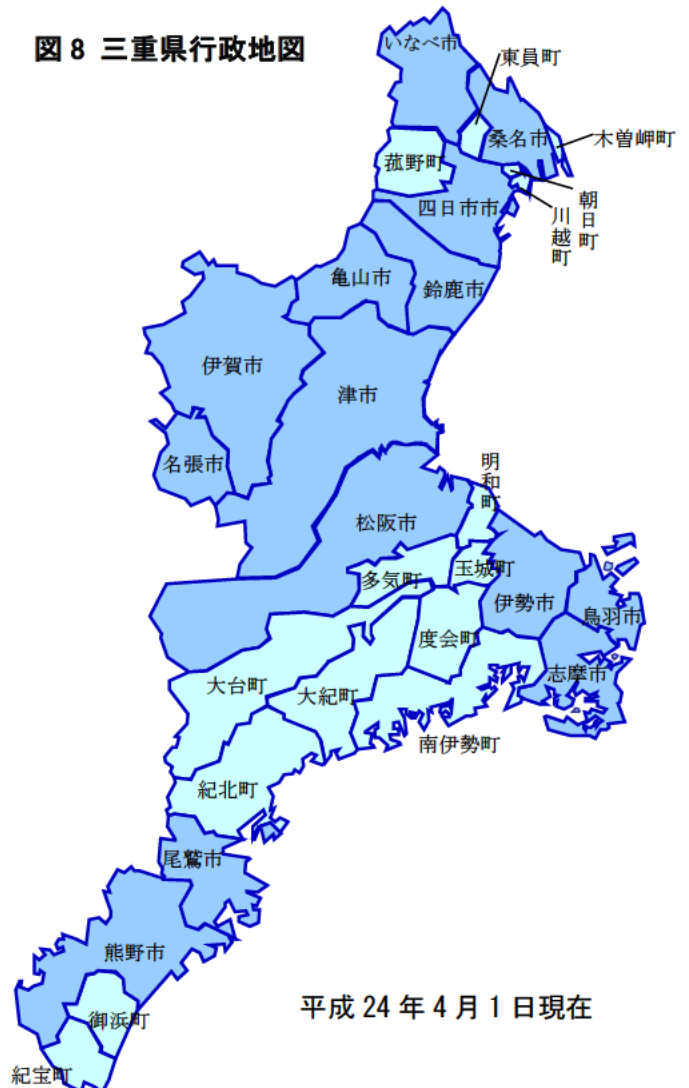 図8 三重県行政地図
いなべ市
東員町
桑名市
木曽岬町
菰野町
四日市市
朝日町
川越町
亀山市
鈴鹿市
伊賀市
津市
名張市
明和町
松阪市
多気町
玉城町
伊勢市
鳥羽市
度会町
志摩市
大台町
大紀町
南伊勢町
紀北町
尾鷲市
熊野市
御浜町
紀宝町
平成24年4月1日現在